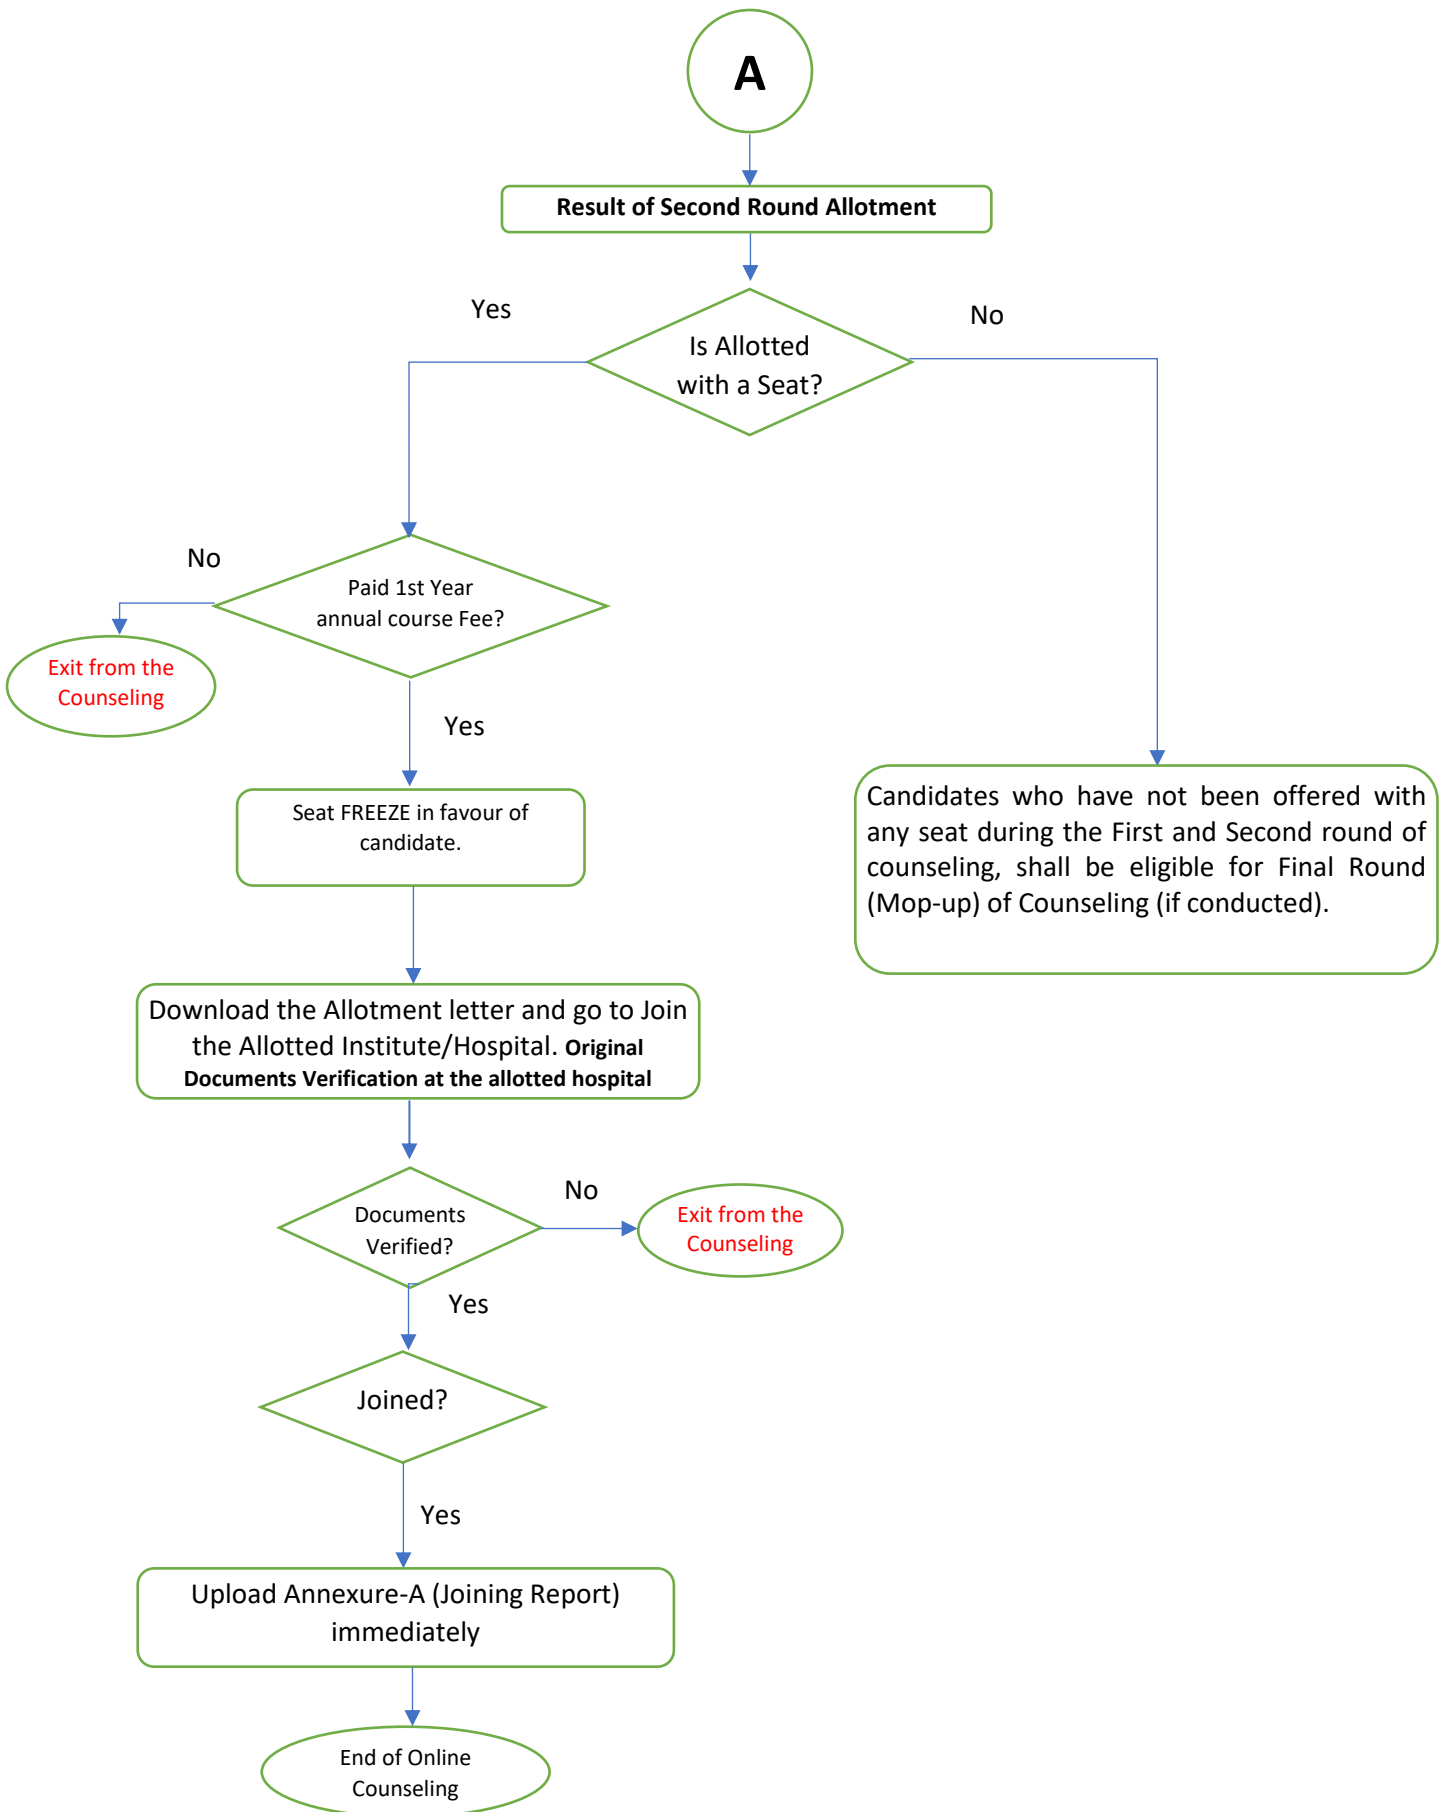 A
Result of Second Round Allotment
Yes
No
Is Allotted
with a Seat?
No
Paid 1st Year
annual course Fee?
Exit from the
Counseling
Yes
Seat FREEZE in favour of
candidate.
Candidates who have not been offered with
any seat during the First and Second round of
counseling, shall be eligible for Final Round
(Mop-up) of Counseling (if conducted).
Download the Allotment letter and go to Join
the Allotted Institute/Hospital. Original
Documents Verification at the allotted hospital
Documents
Verified?
No
Exit from the
Counseling
Yes
Joined?
Yes
Upload Annexure-A (Joining Report)
immediately
End of Online
Counseling